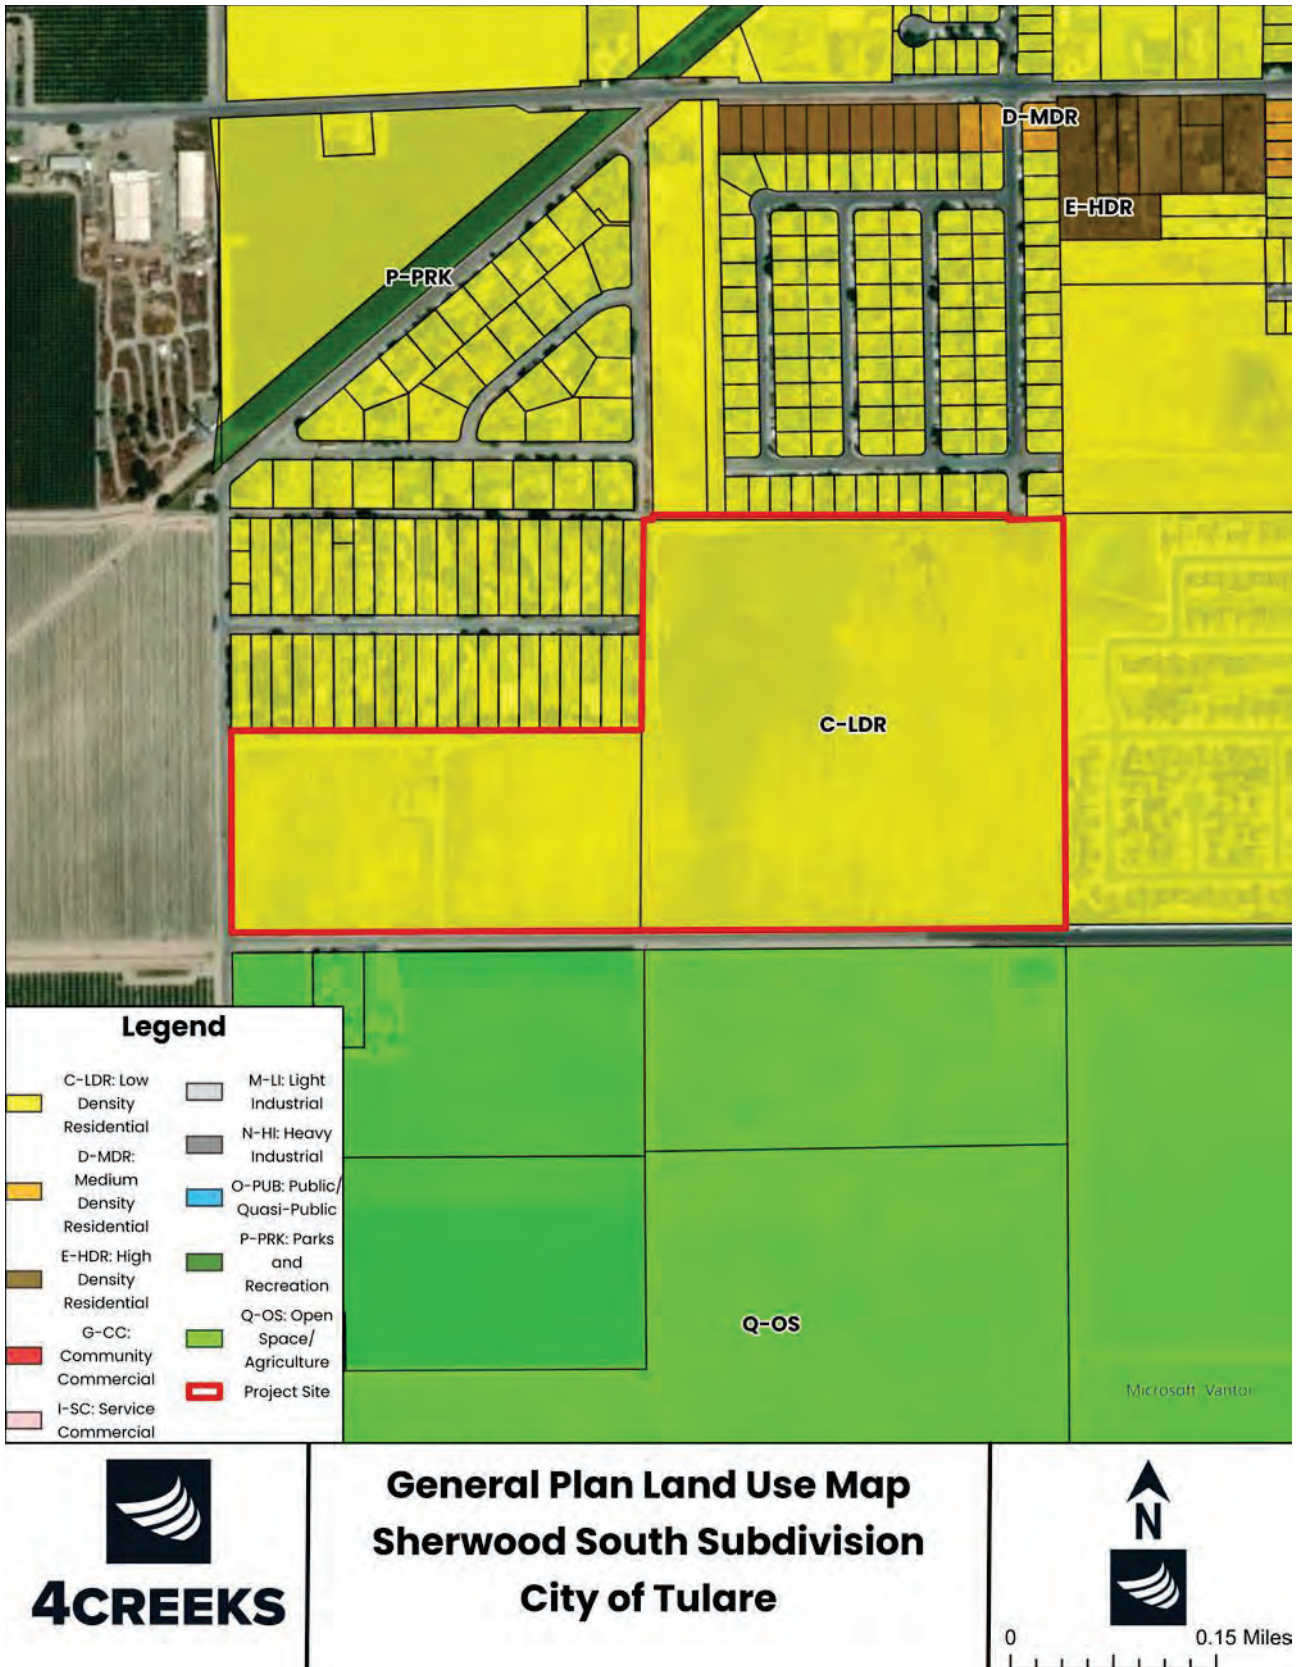 D-MDR
E-HDR
P-PRK
C-LDR
Q-OS
Microsoft, Vantor
Legend
C-LDR: Low
Density
Residential
D-MDR:
Medium
Density
Residential
E-HDR: High
Density
Residential
G-CC:
Community
Commercial
I-SC: Service
Commercial
M-LI: Light
Industrial
N-HI: Heavy
Industrial
O-PUB: Public/
Quasi-Public
P-PRK: Parks
and
Recreation
Q-OS: Open
Space/
Agriculture
Project Site
4CREEKS
General Plan Land Use Map
Sherwood South Subdivision
City of Tulare
N
0 0.15 Miles